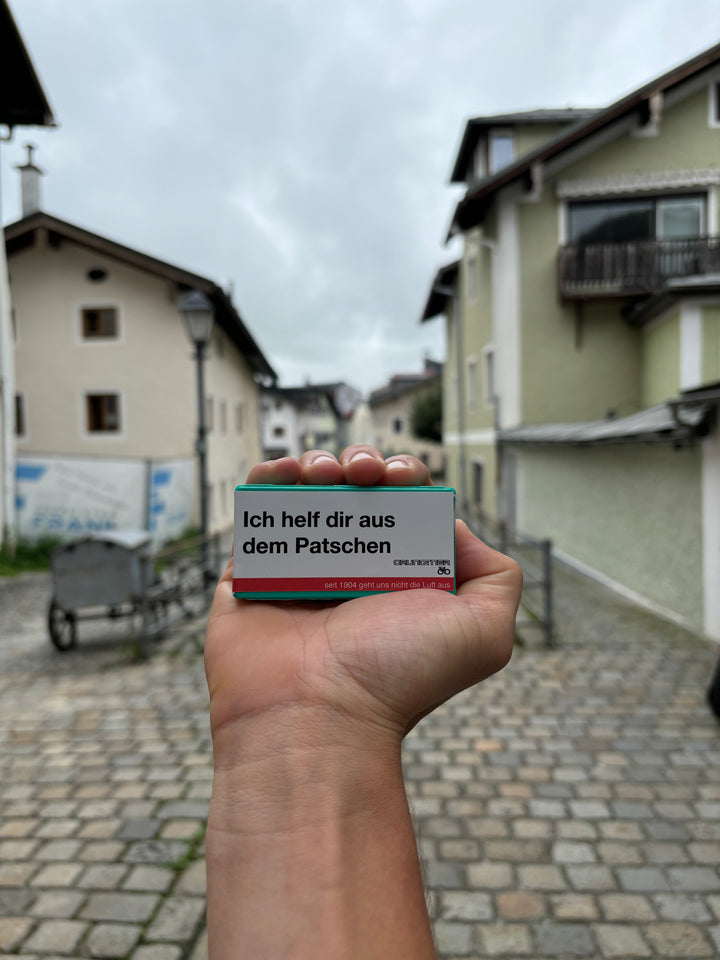 Ich helf dir aus
dem Patschen
seit 1904 geht uns nicht die Luft aus
FRANK